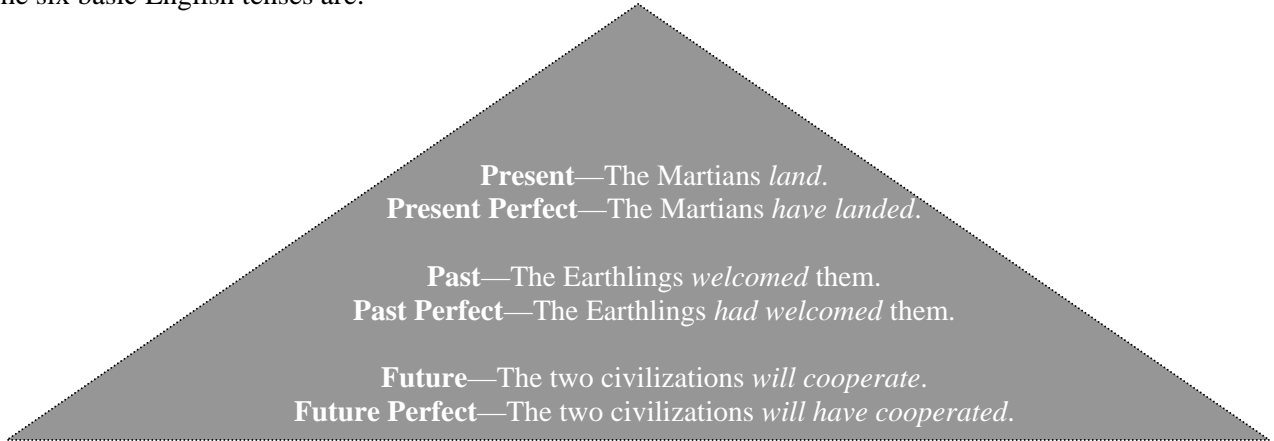 six basic English tenses are:
Present—The Martians land.
Present Perfect—The Martians have landed.
Past—The Earthlings welcomed them.
Past Perfect—The Earthlings had welcomed them.
Future—The two civilizations will cooperate.
Future Perfect—The two civilizations will have cooperated.